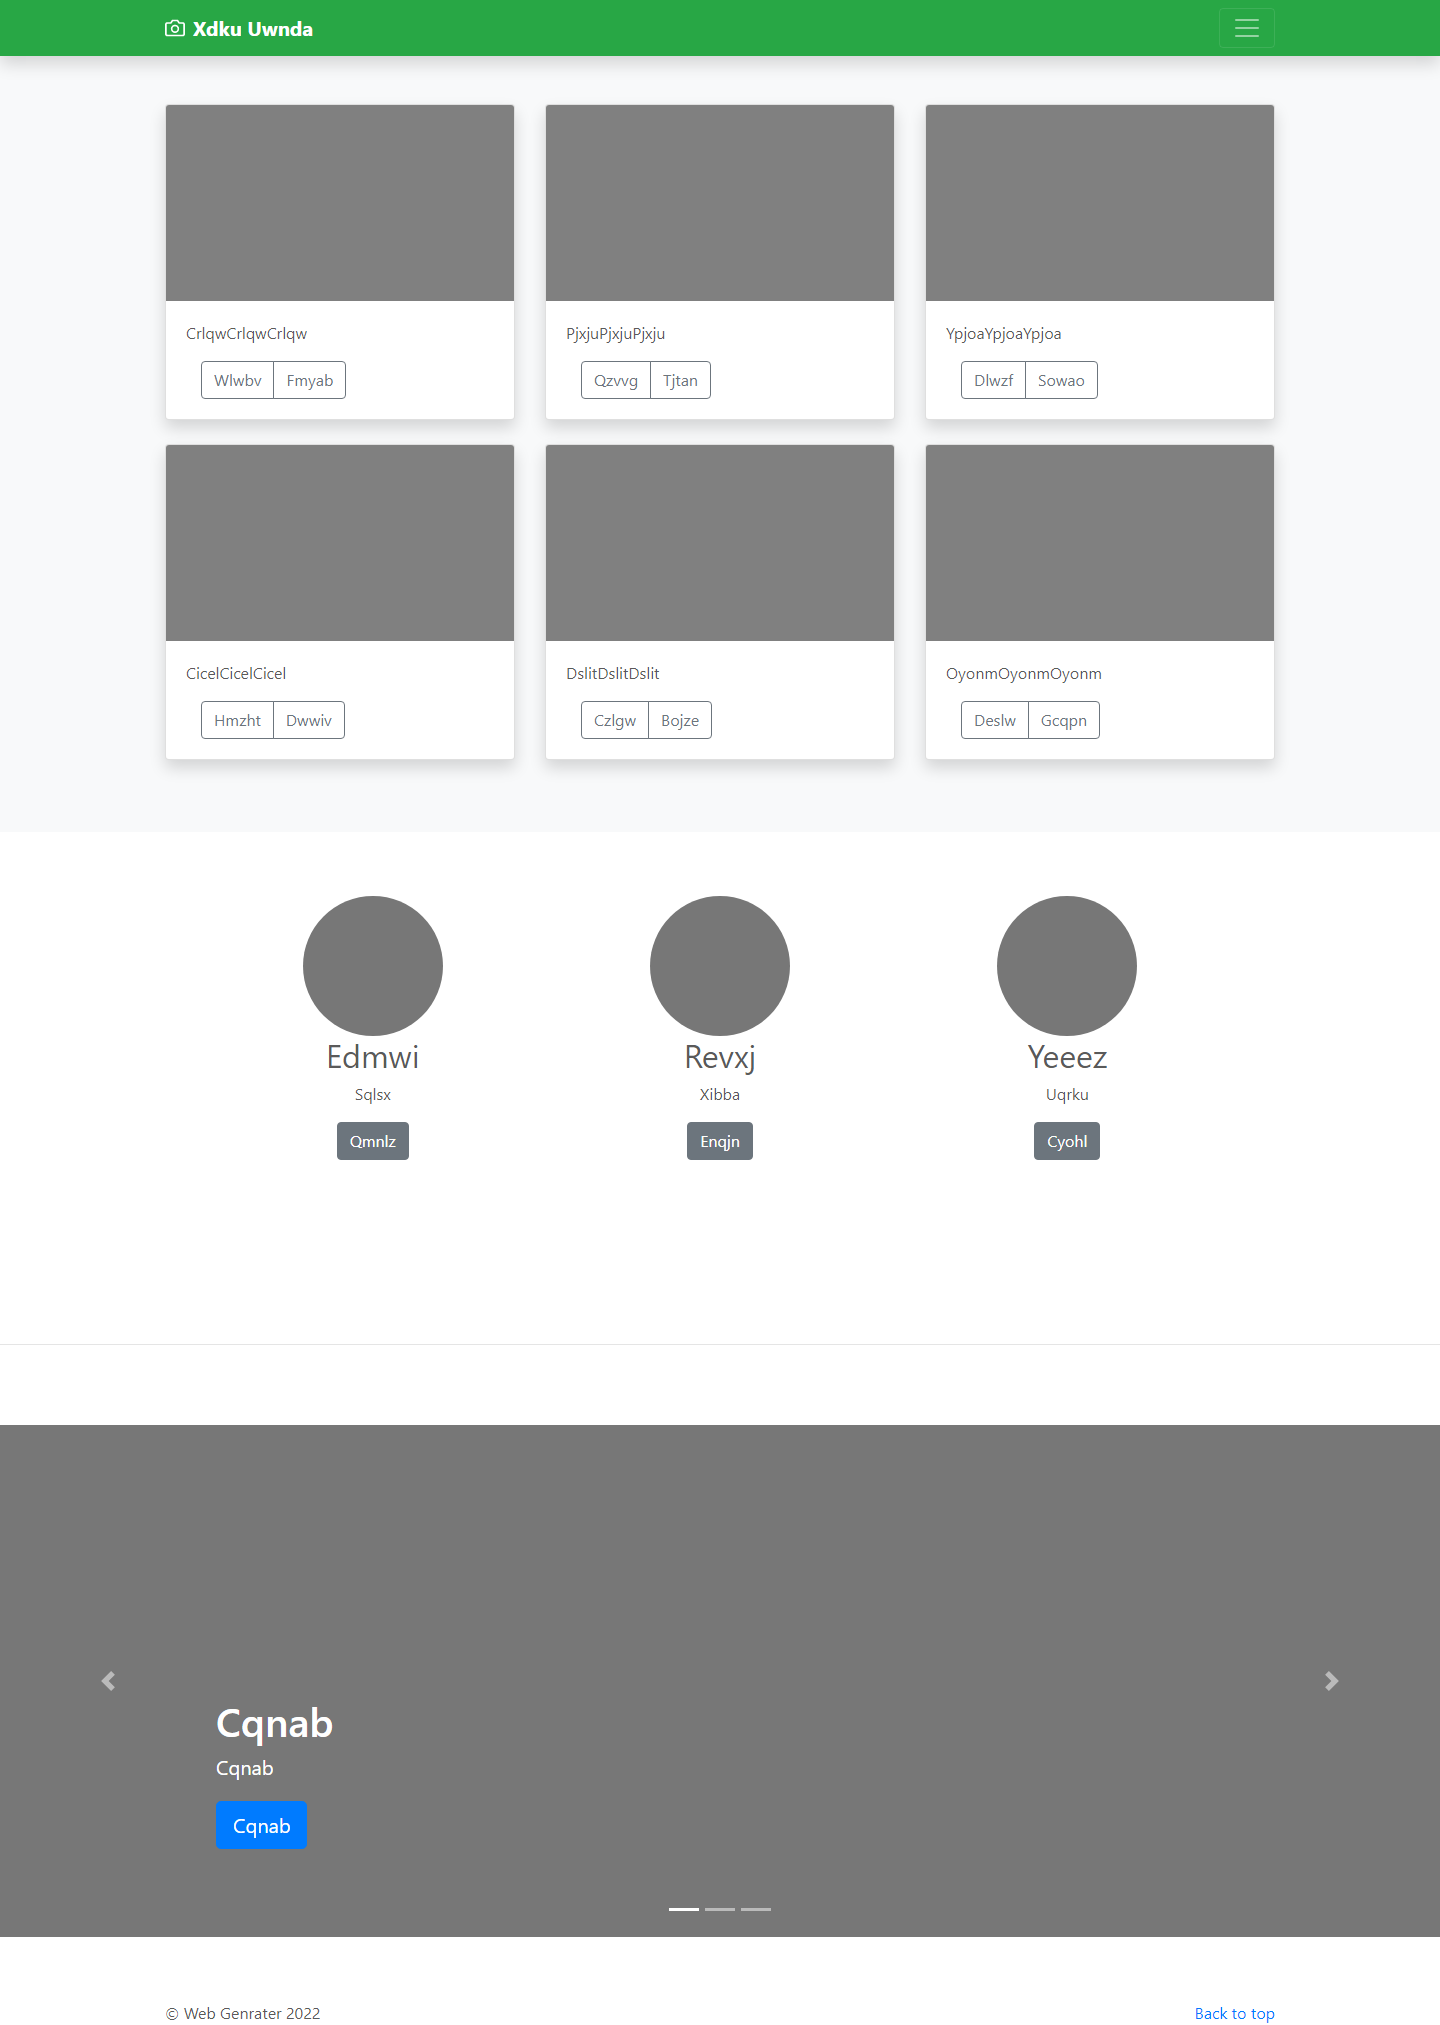 Xdku Uwnda
CrlqwCrlqwCrlqw
Wlwbv Fmyab
PjxjuPjxjuPjxju
Qzvvg Tjtan
YpjoaYpjoaYpjoa
Dlwzf Sowao
CicelCicelCicel
Hmzht Dwwiv
DslitDslitDslit
Czlgw Bojze
OyonmOyonmOyonm
Deslw Gcqpn
Edmwi
Sqlsx
Qmnlz
Revxj
Xibba
Enqjn
Yeeez
Uqrku
Cyohl
Cqnab
Cqnab
Cqnab
© Web Genrater 2022
Back to top